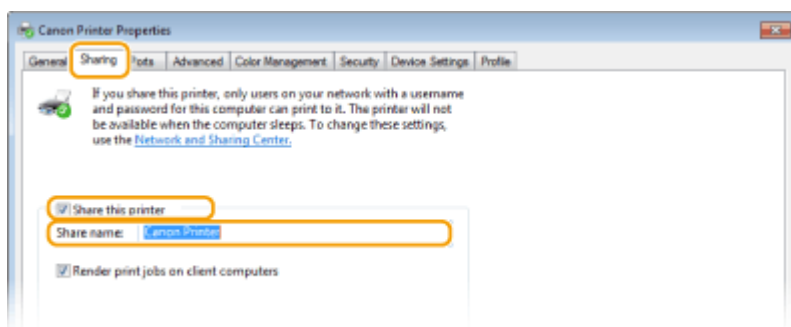 Canon Printer Properties
General Sharing Ports Advanced Color Management Security Device Settings Profile
If you share this printer, only users on your network with a username
and password for this computer can print to it. The printer will not
be available when the computer sleeps. To change these settings,
use the Network and Sharing Center.
Share this printer
Share name: Canon Printer
Render print jobs on client computers